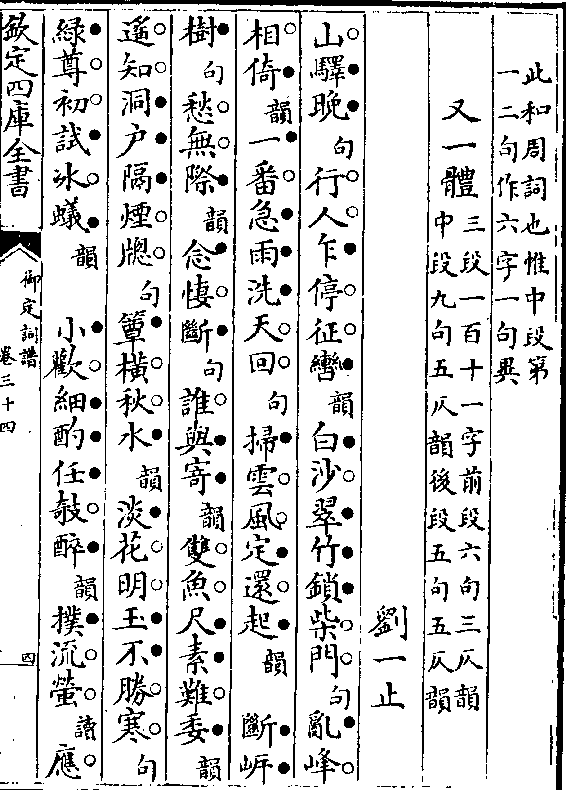 此和周詞也惟中段第
一二句作六字一句異
又一體三段一百十一字前段六句三仄韻
中段九句五仄韻後段五句五仄韻
劉一止
山驛晚句行人乍停征轡韻白沙翠竹鎖柴門句亂峰
相倚韻一番急雨洗天回句掃雲風定還起韻 斷岸
樹句愁無際韻念悽斷句誰與寄韻雙魚尺素難委韻
遙知洞户隔煙牕句簟橫秋水韻淡花明玉不勝寒句
綠尊初試冰蟻韻 小歡細酌任攲醉韻撲流螢讀應
欽定四庫全書
御定詞譜
卷三十四
四